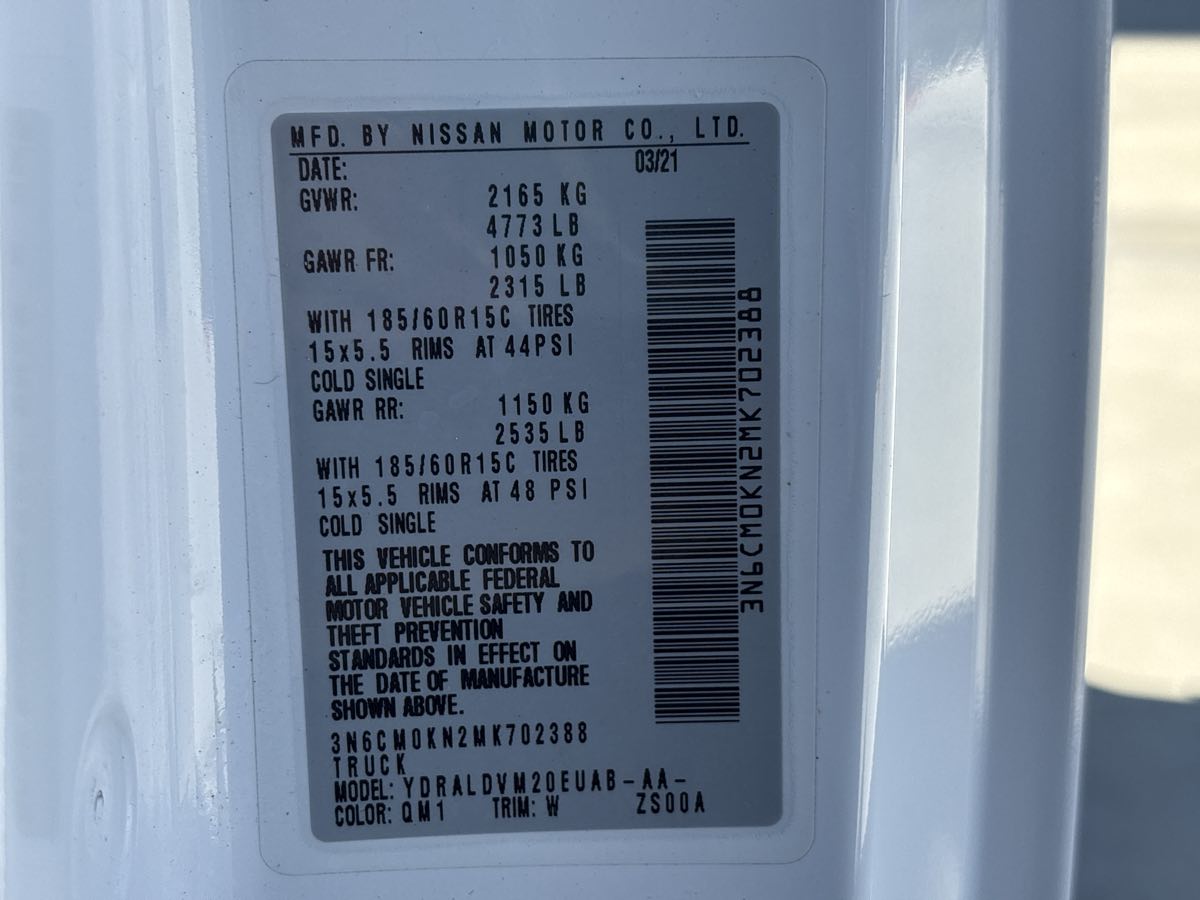 MFD. BY NISSAN MOTOR CO., LTD.
DATE: 03/21
GVWR: 2165 KG
4773 LB
GAWR FR: 1050 KG
2315 LB
WITH 185/60R15C TIRES
15x5.5 RIMS AT 44PSI
COLD SINGLE
GAWR RR: 1150 KG
2535 LB
WITH 185/60R15C TIRES
15x5.5 RIMS AT 48 PSI
COLD SINGLE
THIS VEHICLE CONFORMS TO
ALL APPLICABLE FEDERAL
MOTOR VEHICLE SAFETY AND
THEFT PREVENTION
STANDARDS IN EFFECT ON
THE DATE OF MANUFACTURE
SHOWN ABOVE.
3N6CM0KN2MK702388
TRUCK
MODEL: YDRALDVM20EUAB-AA-
COLOR: QM1 TRIM: W ZS00A
3N6CM0KN2MK702388